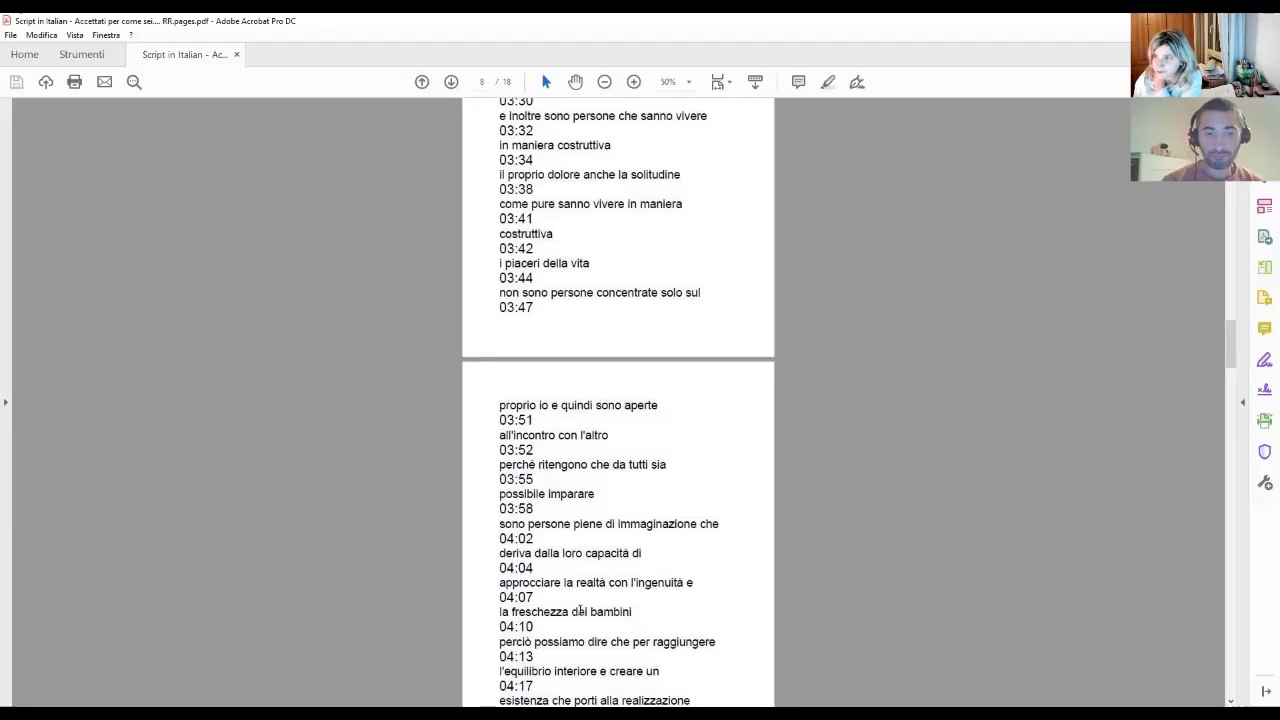 Script in Italian - Accettati per come sei.... RR.pages.pdf - Adobe Acrobat Pro DC
File Modifica Vista Finestra ?
Home Strumenti Script in Italian - Ac... ×
8 / 18 50%
03:30
e inoltre sono persone che sanno vivere
03:32
in maniera costruttiva
03:34
il proprio dolore anche la solitudine
03:38
come pure sanno vivere in maniera
03:41
costruttiva
03:42
i piaceri della vita
03:44
non sono persone concentrate solo sul
03:47
proprio io e quindi sono aperte
03:51
all'incontro con l'altro
03:52
perché ritengono che da tutti sia
03:55
possibile imparare
03:58
sono persone piene di immaginazione che
04:02
deriva dalla loro capacità di
04:04
approcciare la realtà con l'ingenuità e
04:07
la freschezza dei bambini
04:10
perciò possiamo dire che per raggiungere
04:13
l'equilibrio interiore e creare un
04:17
esistenza che porti alla realizzazione